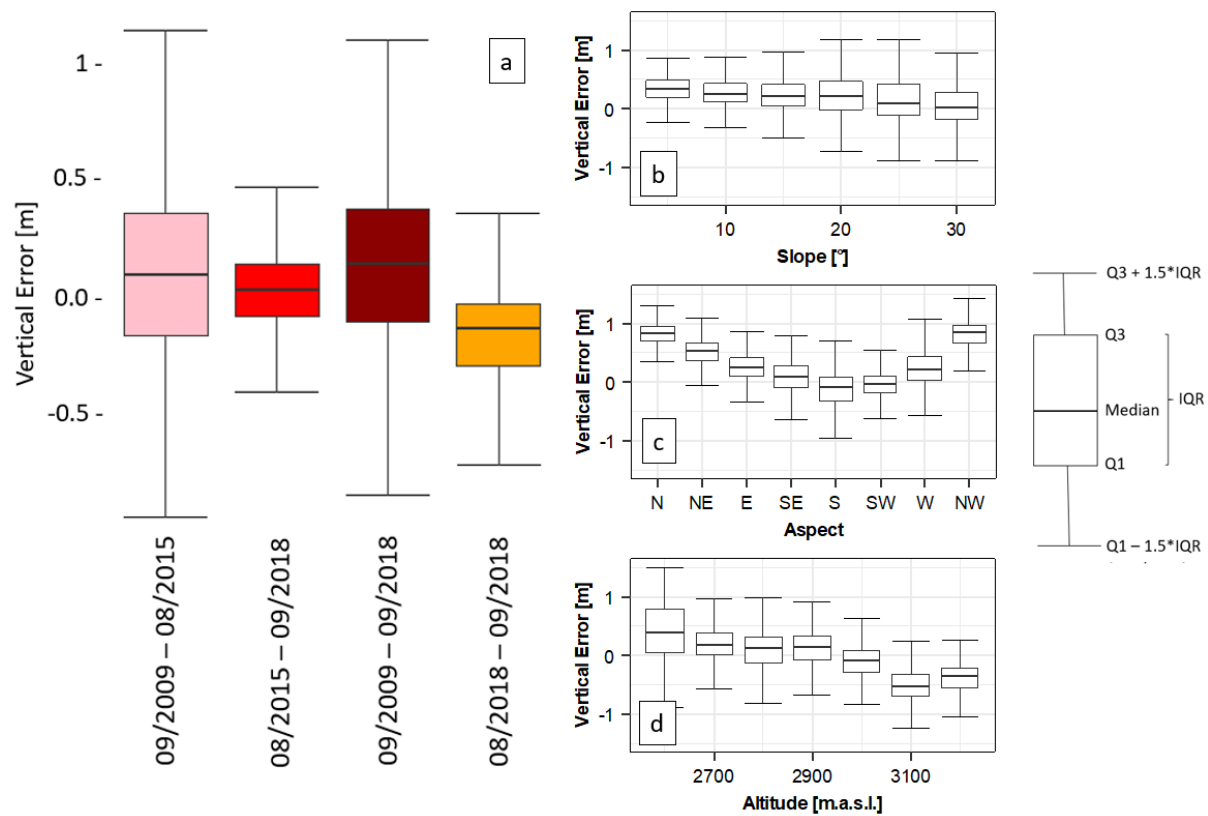 a
1 -
0.5 -
0.0 -
-0.5 -
Vertical Error [m]
09/2009 – 08/2015
08/2015 – 09/2018
09/2009 – 09/2018
08/2018 – 09/2018
b
1
0
-1
Vertical Error [m]
10 20 30
Slope [°]
c
1
0
-1
Vertical Error [m]
N NE E SE S SW W NW
Aspect
d
1
0
-1
Vertical Error [m]
2700 2900 3100
Altitude [m.a.s.l.]
Q3 + 1.5*IQR
Q3
IQR
Median
Q1
Q1 – 1.5*IQR